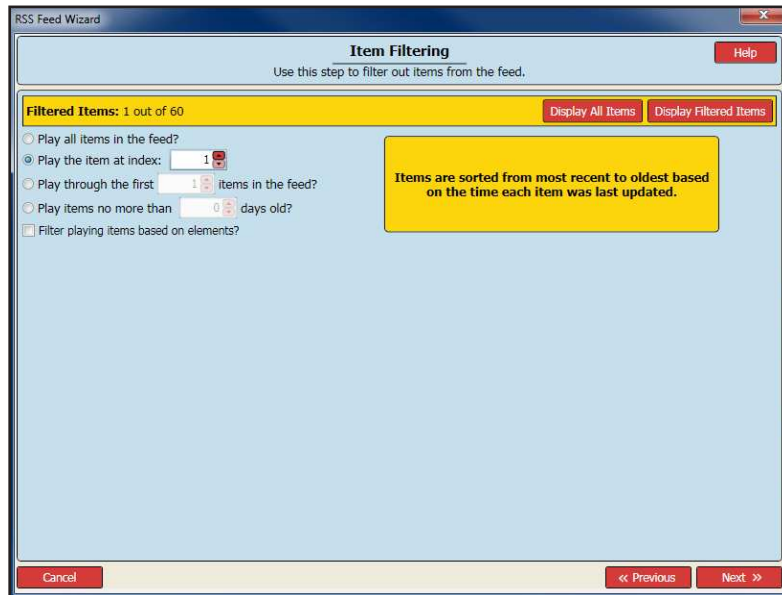 RSS Feed Wizard
x
Item Filtering
Help
Use this step to filter out items from the feed.
Filtered Items: 1 out of 60
Display All Items
Display Filtered Items
Play all items in the feed?
Play the item at index: 1
Play through the first 1 items in the feed?
Play items no more than 0 days old?
Filter playing items based on elements?
Items are sorted from most recent to oldest based
on the time each item was last updated.
Cancel
« Previous
Next »